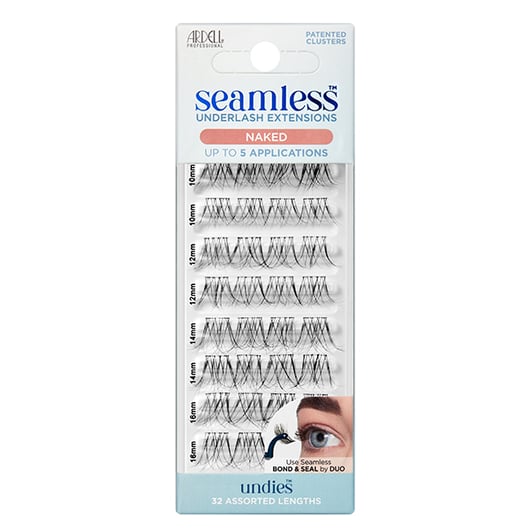 ARDELL
PROFESSIONAL
PATENTED
CLUSTERS
seamless™
UNDERLASH EXTENSIONS
NAKED
UP TO 5 APPLICATIONS
10mm
10mm
12mm
12mm
14mm
14mm
16mm
16mm
Use Seamless
BOND & SEAL by DUO
undies™
32 ASSORTED LENGTHS